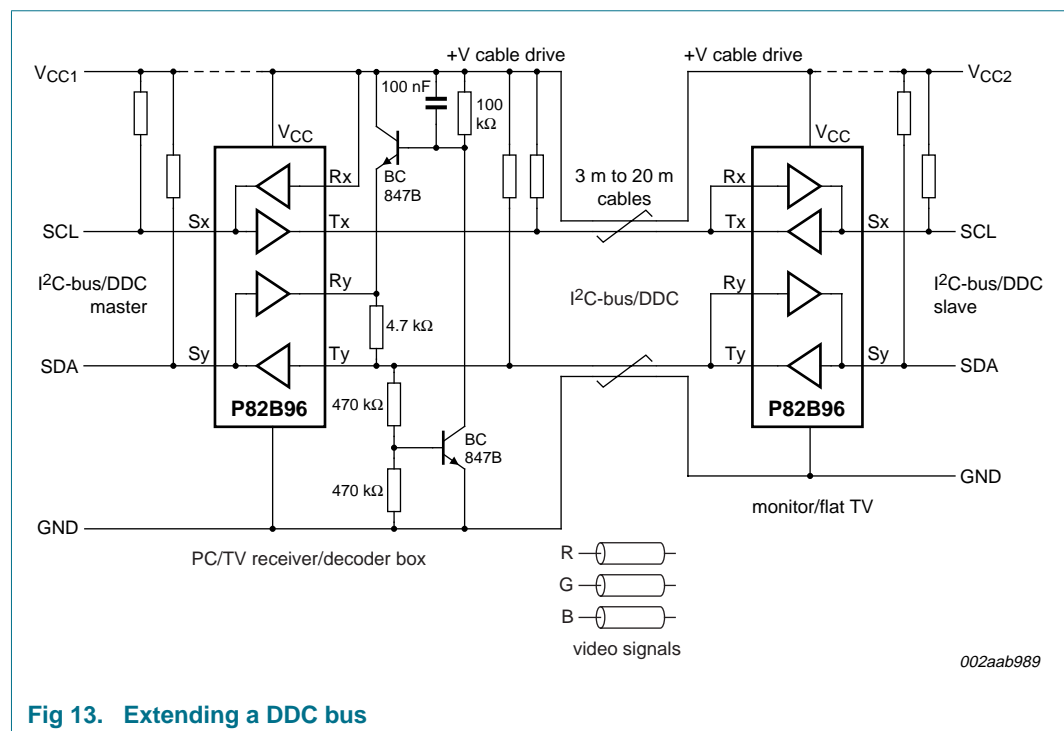 +V cable drive
+V cable drive
VCC1
100 nF
100
kΩ
VCC2
VCC
VCC
BC
847B
3 m to 20 m
cables
Rx
Rx
SCL
Sx
Tx
Tx
Sx
SCL
I²C-bus/DDC
master
Ry
I²C-bus/DDC
Ry
I²C-bus/DDC
slave
4.7 kΩ
SDA
Sy
Ty
Ty
Sy
SDA
P82B96
470 kΩ
BC
847B
P82B96
470 kΩ
GND
monitor/flat TV
GND
PC/TV receiver/decoder box
R
G
B
video signals
002aab989
Fig 13. Extending a DDC bus